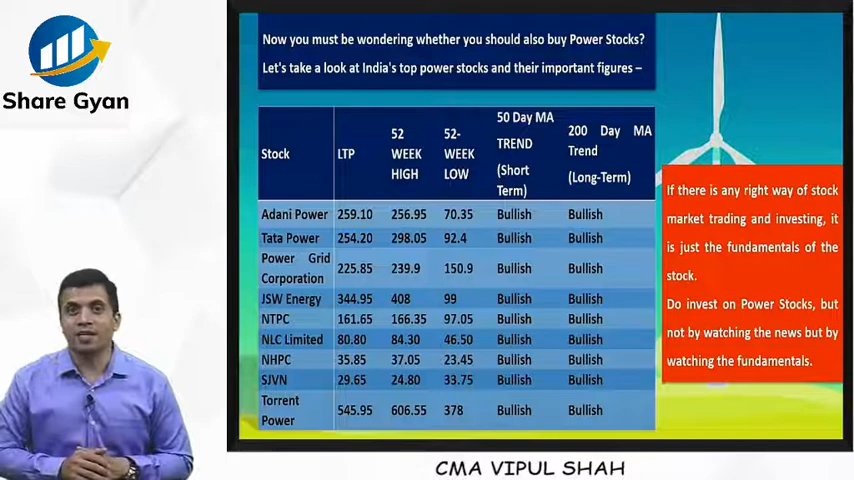 Share Gyan
Now you must be wondering whether you should also buy Power Stocks?
Let's take a look at India's top power stocks and their important figures –
Stock LTP 52 WEEK HIGH 52-WEEK LOW 50 Day MA TREND (Short Term) 200 Day MA Trend (Long-Term)
Adani Power 259.10 256.95 70.35 Bullish Bullish
Tata Power 254.20 298.05 92.4 Bullish Bullish
Power Grid Corporation 225.85 239.9 150.9 Bullish Bullish
JSW Energy 344.95 408 99 Bullish Bullish
NTPC 161.65 166.35 97.05 Bullish Bullish
NLC Limited 80.80 84.30 46.50 Bullish Bullish
NHPC 35.85 37.05 23.45 Bullish Bullish
SJVN 29.65 24.80 33.75 Bullish Bullish
Torrent Power 545.95 606.55 378 Bullish Bullish
If there is any right way of stock
market trading and investing, it
is just the fundamentals of the
stock.
Do invest on Power Stocks, but
not by watching the news but by
watching the fundamentals.
CMA VIPUL SHAH